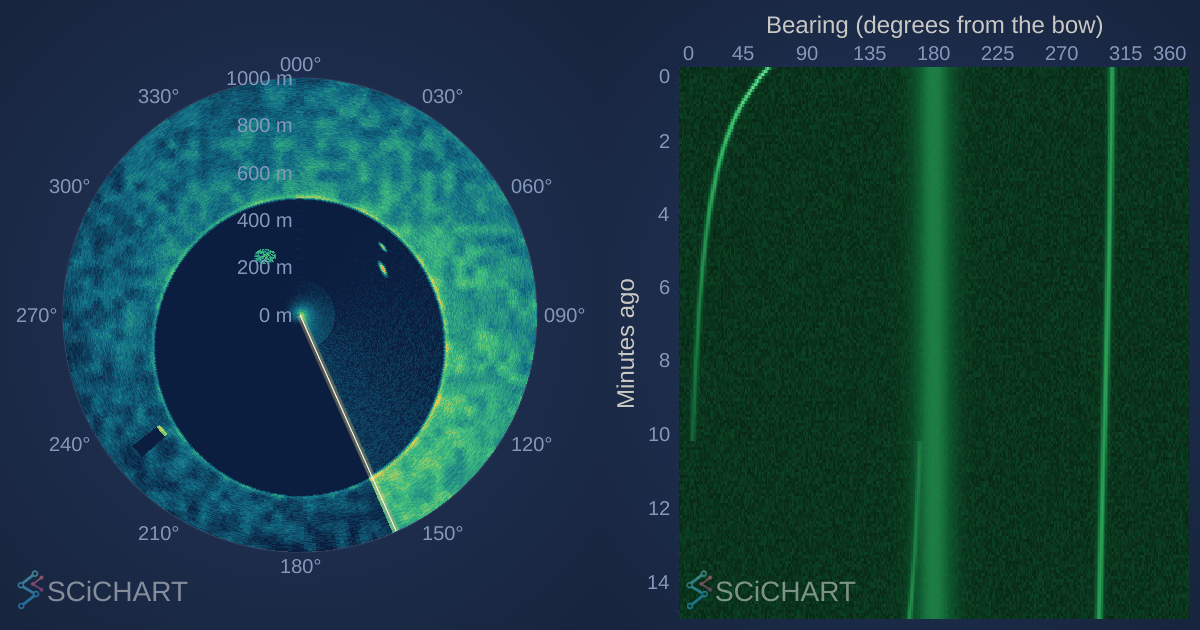 000°
1000 m
330°
030°
800 m
600 m
300°
060°
400 m
200 m
270°
0 m
090°
240°
120°
210°
150°
180°
SCiCHART
Bearing (degrees from the bow)
0 45 90 135 180 225 270 315 360
Minutes ago
0
2
4
6
8
10
12
14
SCiCHART